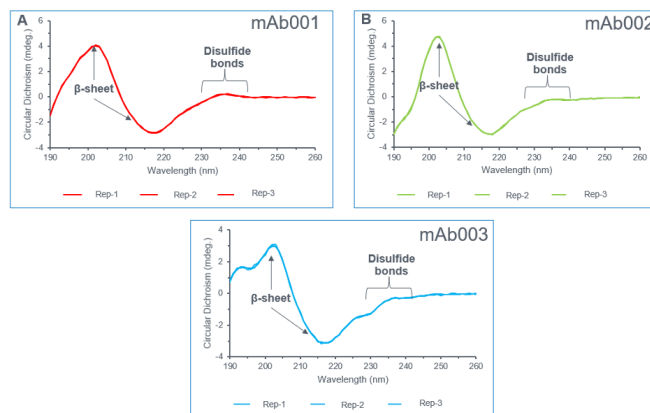 A
mAb001
Circular Dichroism (mdeg.)
6
4
2
0
-2
-4
Disulfide
bonds
β-sheet
190 200 210 220 230 240 250 260
Wavelength (nm)
Rep-1 Rep-2 Rep-3
B
mAb002
Circular Dichroism (mdeg.)
6
4
2
0
-2
-4
Disulfide
bonds
β-sheet
190 200 210 220 230 240 250 260
Wavelength (nm)
Rep-1 Rep-2 Rep-3
mAb003
Circular Dichroism (mdeg.)
4
2
0
-2
-4
Disulfide
bonds
β-sheet
190 200 210 220 230 240 250 260
Wavelength (nm)
Rep-1 Rep-2 Rep-3